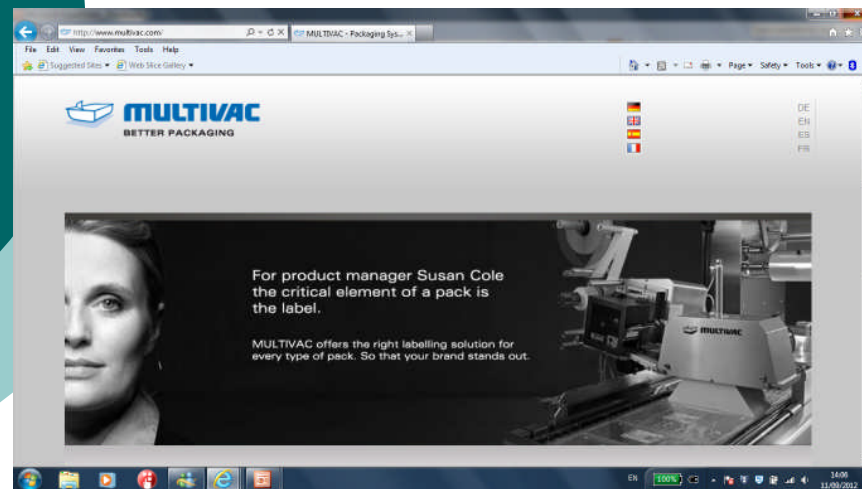 http://www.multivac.com/
MULTIVAC - Packaging Sys...
File Edit View Favorites Tools Help
Suggested Sites Web Slice Gallery
Page Safety Tools
MULTIVAC
BETTER PACKAGING
DE
EN
ES
FR
For product manager Susan Cole
the critical element of a pack is
the label.
MULTIVAC offers the right labelling solution for
every type of pack. So that your brand stands out.
MULTIVAC
EN 100% 14:06
11/09/2012